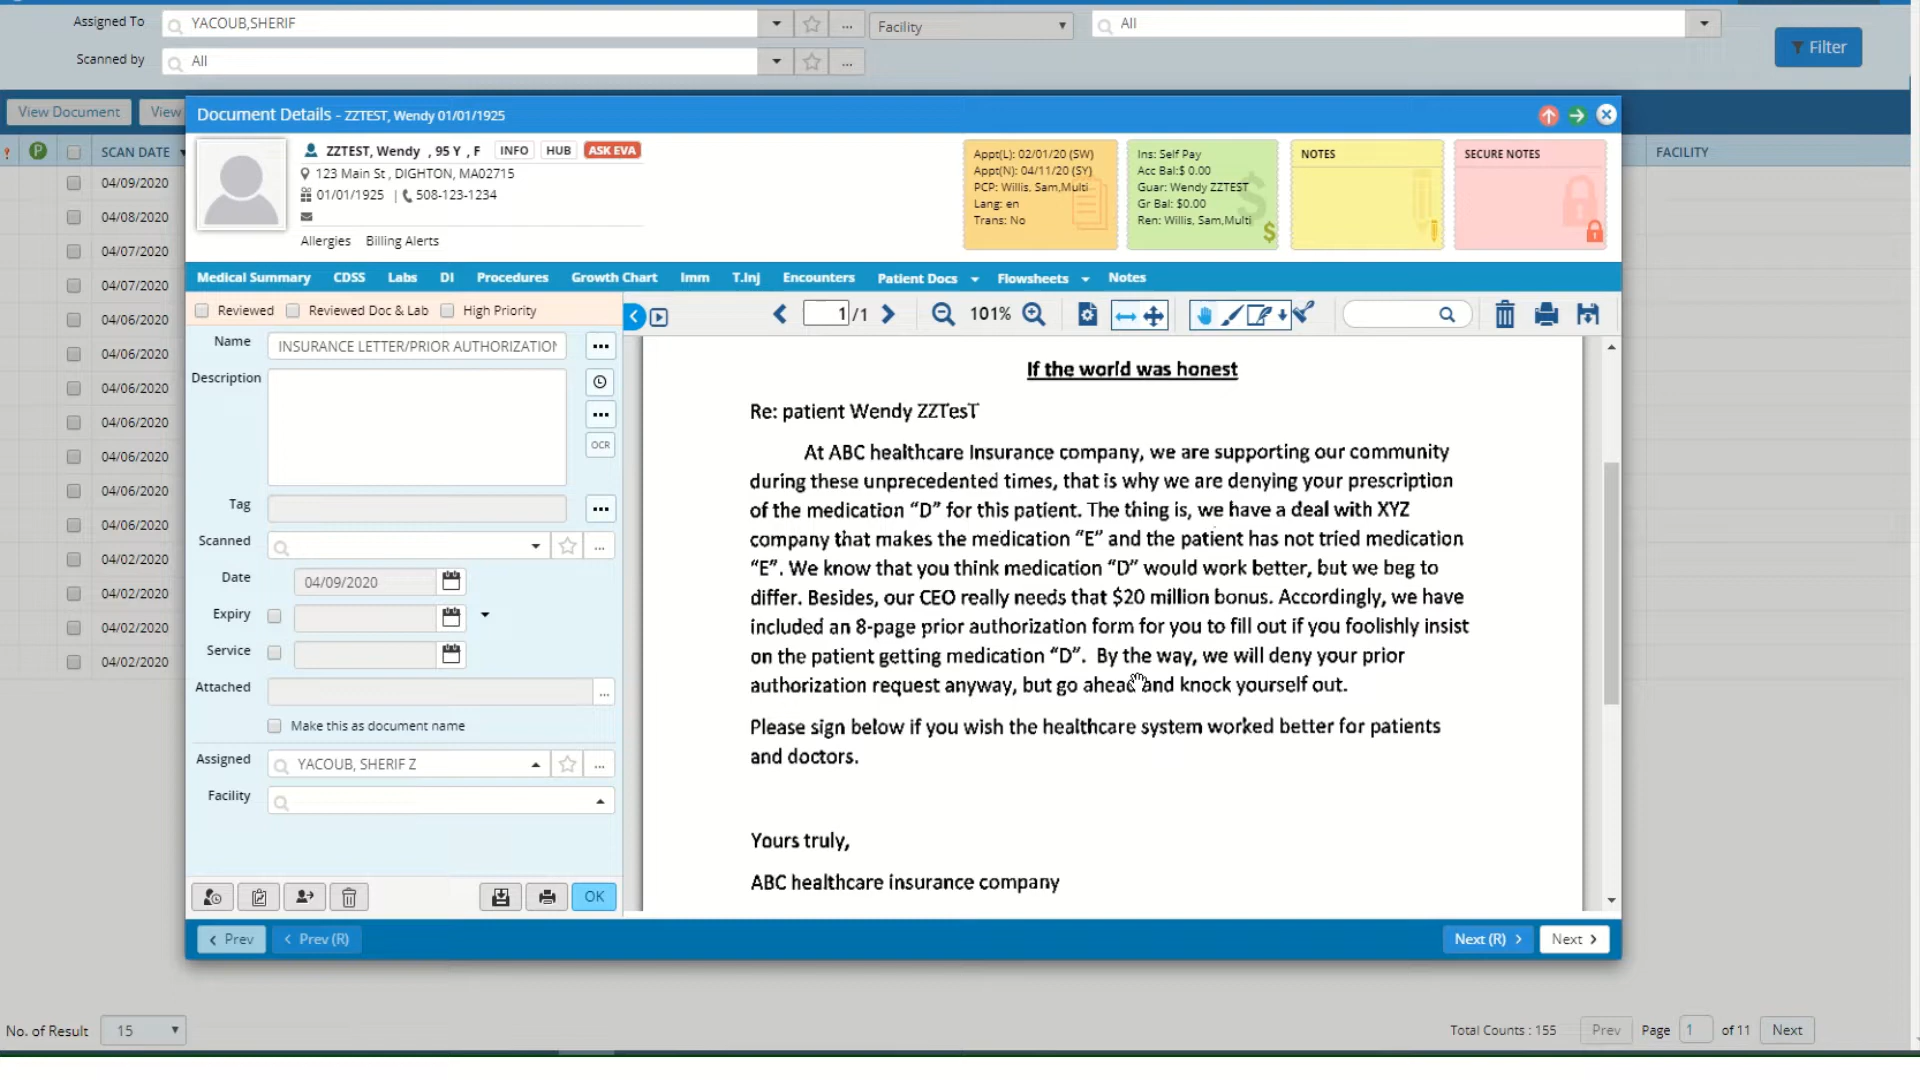 Assigned To YACOUB,SHERIF ... Facility All
Scanned by All ...
Filter
View Document View
Document Details - ZZTEST, Wendy 01/01/1925
! P SCAN DATE FACILITY
ZZTEST, Wendy , 95 Y , F INFO HUB ASK EVA
123 Main St , DIGHTON, MA02715
01/01/1925 | 508-123-1234
Allergies Billing Alerts
Appt(L): 02/01/20 (SW)
Appt(N): 04/11/20 (SY)
PCP: Willis, Sam,Multi
Lang: en
Trans: No
Ins: Self Pay
Acc Bal:$ 0.00
Guar: Wendy ZZTEST
Gr Bal: $0.00
Ren: Willis, Sam,Multi
$
NOTES
SECURE NOTES
04/09/2020
04/08/2020
04/07/2020
04/07/2020
04/06/2020
04/06/2020
04/06/2020
04/06/2020
04/06/2020
04/06/2020
04/06/2020
04/02/2020
04/02/2020
04/02/2020
04/02/2020
Medical Summary CDSS Labs DI Procedures Growth Chart Imm T.Inj Encounters Patient Docs Flowsheets Notes
Reviewed Reviewed Doc & Lab High Priority
1 /1 101%
Name INSURANCE LETTER/PRIOR AUTHORIZATION ...
Description
...
OCR
Tag ...
Scanned ...
Date 04/09/2020
Expiry
Service
Attached ...
Make this as document name
Assigned YACOUB, SHERIF Z ...
Facility
OK
If the world was honest
Re: patient Wendy ZZTesT
At ABC healthcare Insurance company, we are supporting our community
during these unprecedented times, that is why we are denying your prescription
of the medication “D” for this patient. The thing is, we have a deal with XYZ
company that makes the medication “E” and the patient has not tried medication
“E”. We know that you think medication “D” would work better, but we beg to
differ. Besides, our CEO really needs that $20 million bonus. Accordingly, we have
included an 8-page prior authorization form for you to fill out if you foolishly insist
on the patient getting medication “D”. By the way, we will deny your prior
authorization request anyway, but go ahead and knock yourself out.
Please sign below if you wish the healthcare system worked better for patients
and doctors.
Yours truly,
ABC healthcare insurance company
Prev Prev (R) Next (R) Next
No. of Result 15 Total Counts : 155 Prev Page 1 of 11 Next